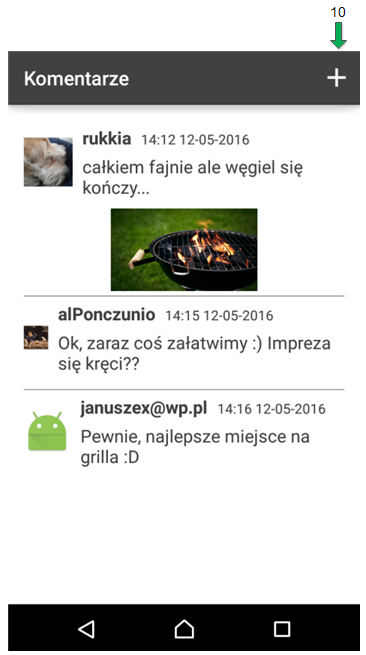 10
Komentarze
rukkia 14:12 12-05-2016
całkiem fajnie ale węgiel się
kończy...
alPonczunio 14:15 12-05-2016
Ok, zaraz coś załatwimy :) Impreza
się kręci??
januszex@wp.pl 14:16 12-05-2016
Pewnie, najlepsze miejsce na
grilla :D